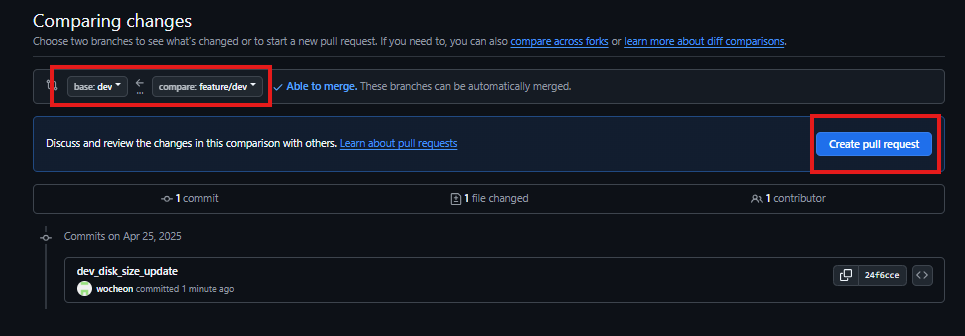 Comparing changes
Choose two branches to see what's changed or to start a new pull request. If you need to, you can also compare across forks or learn more about diff comparisons.
base: dev ← ... compare: feature/dev ✓ Able to merge. These branches can be automatically merged.
Discuss and review the changes in this comparison with others. Learn about pull requests Create pull request
1 commit 1 file changed 1 contributor
Commits on Apr 25, 2025
dev_disk_size_update
wocheon committed 1 minute ago 24f6cce <>